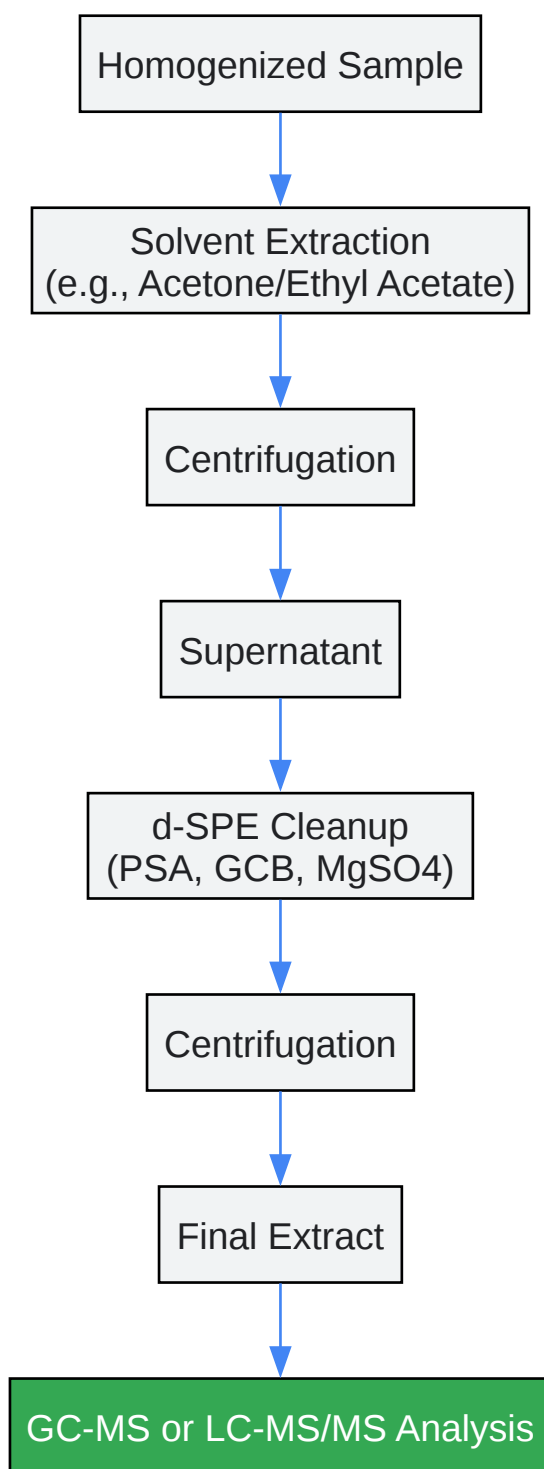 Homogenized Sample
Solvent Extraction
(e.g., Acetone/Ethyl Acetate)
Centrifugation
Supernatant
d-SPE Cleanup
(PSA, GCB, MgSO4)
Centrifugation
Final Extract
GC-MS or LC-MS/MS Analysis